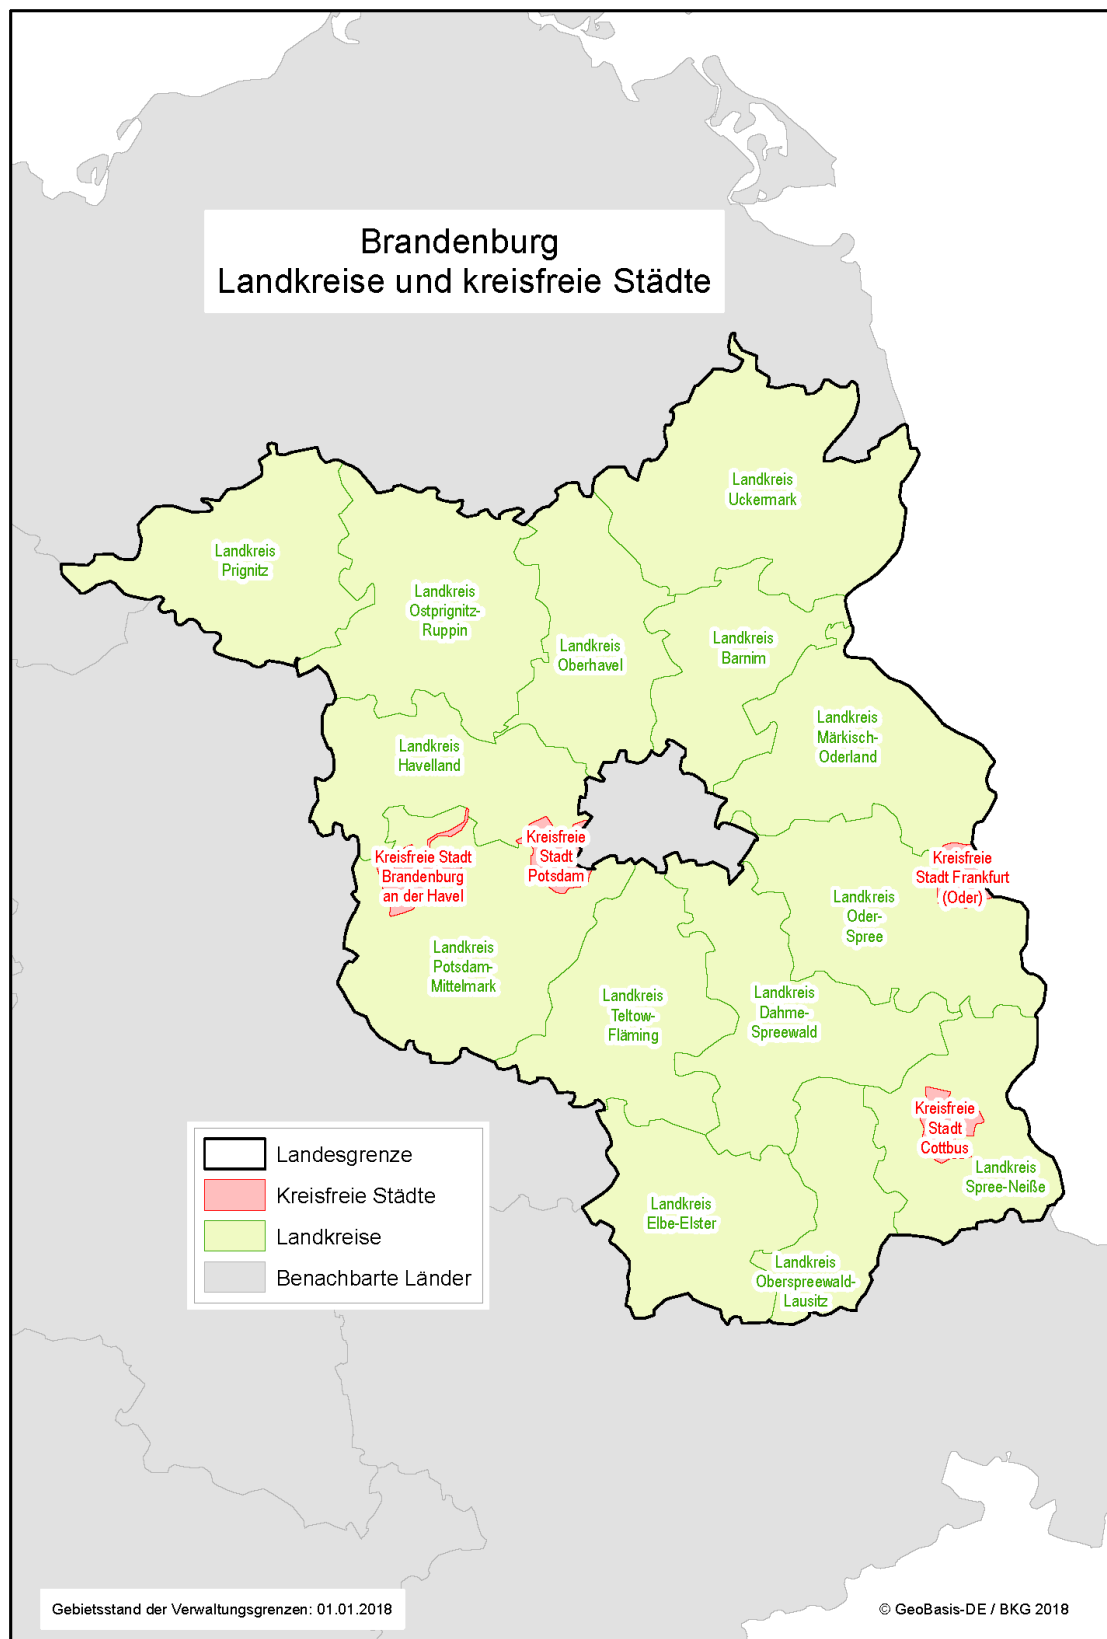 Brandenburg
Landkreise und kreisfreie Städte
Landkreis
Uckermark
Landkreis
Prignitz
Landkreis
Ostprignitz-
Ruppin
Landkreis
Oberhavel
Landkreis
Barnim
Landkreis
Märkisch-
Oderland
Landkreis
Havelland
Kreisfreie Stadt
Brandenburg
an der Havel
Kreisfreie
Stadt
Potsdam
Kreisfreie
Stadt Frankfurt
(Oder)
Landkreis
Oder-
Spree
Landkreis
Potsdam-
Mittelmark
Landkreis
Teltow-
Fläming
Landkreis
Dahme-
Spreewald
Kreisfreie
Stadt
Cottbus
Landkreis
Spree-Neiße
Landkreis
Elbe-Elster
Landkreis
Oberspreewald-
Lausitz
Landesgrenze
Kreisfreie Städte
Landkreise
Benachbarte Länder
Gebietsstand der Verwaltungsgrenzen: 01.01.2018
© GeoBasis-DE / BKG 2018